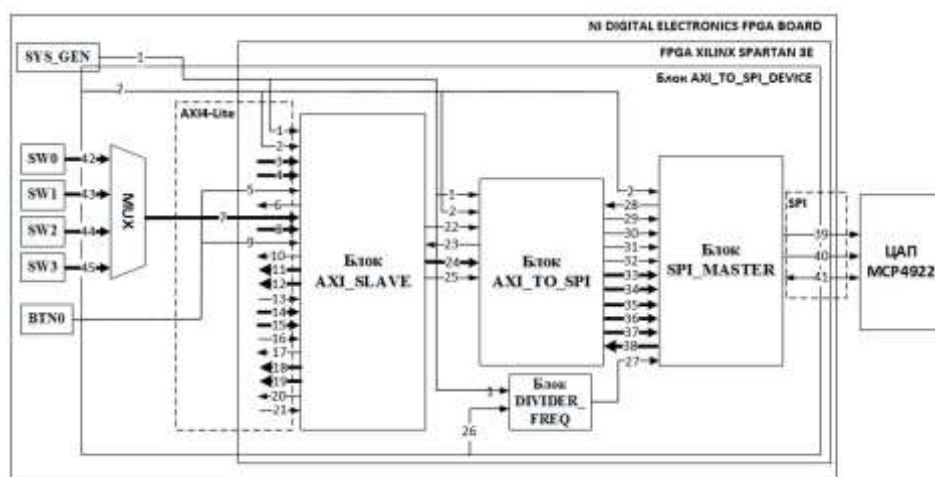 NI DIGITAL ELECTRONICS FPGA BOARD
FPGA XILINX SPARTAN 3E
Блок AXI_TO_SPI_DEVICE
SYS_GEN
1
2
AXI4-Lite
SW0
42
SW1
43
SW2
44
SW3
45
MUX
BTN0
1
2
3
4
5
6
7
8
9
10
11
12
13
14
15
16
17
18
19
20
21
Блок
AXI_SLAVE
22
23
24
25
1
2
Блок
AXI_TO_SPI
2
28
29
30
31
32
33
34
35
36
37
38
27
Блок
SPI_MASTER
SPI
39
40
41
ЦАП
MCP4922
1
26
Блок
DIVIDER_
FREQ